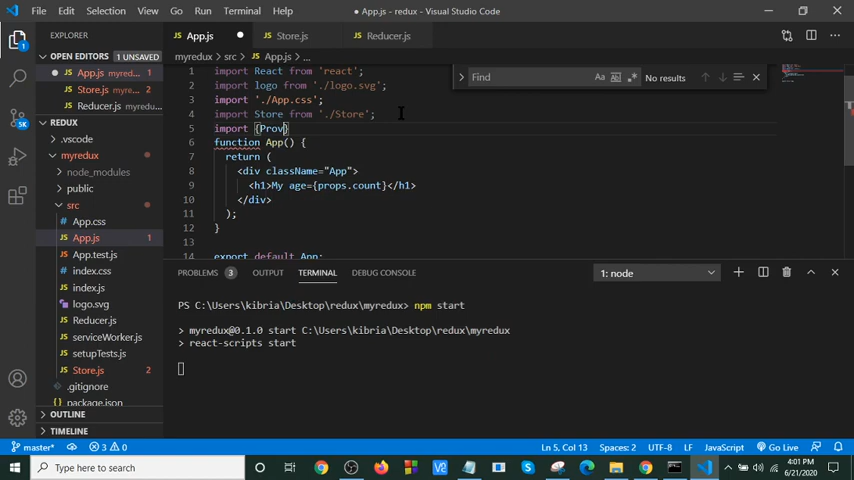 File Edit Selection View Go Run Terminal Help ● App.js - redux - Visual Studio Code
App.js ● Store.js Reducer.js
EXPLORER: OPEN EDITORS 1 UNSAVED
● JS App.js myred... 1
JS Store.js myre... 2
JS Reducer.js myre...
REDUX
.vscode
myredux
node_modules
public
src
# App.css
JS App.js 1
JS App.test.js
# index.css
JS index.js
logo.svg
JS Reducer.js
JS serviceWorker.js
JS setupTests.js
JS Store.js 2
.gitignore
package.json
OUTLINE
TIMELINE
myredux > src > JS App.js > ...
Find Aa Ab| .* No results
1 import React from 'react';
2 import logo from './logo.svg';
3 import './App.css';
4 import Store from './Store';
5 import {Prov}
6 function App() {
7 return (
8 <div className="App">
9 <h1>My age={props.count}</h1>
10 </div>
11 );
12 }
13
14 export default App;
PROBLEMS 3 OUTPUT TERMINAL DEBUG CONSOLE 1: node
PS C:\Users\kibria\Desktop\redux\myredux> npm start
> myredux@0.1.0 start C:\Users\kibria\Desktop\redux\myredux
> react-scripts start
master* 3 0 Ln 5, Col 13 Spaces: 2 UTF-8 LF JavaScript Go Live
Type here to search
4:01 PM
6/21/2020